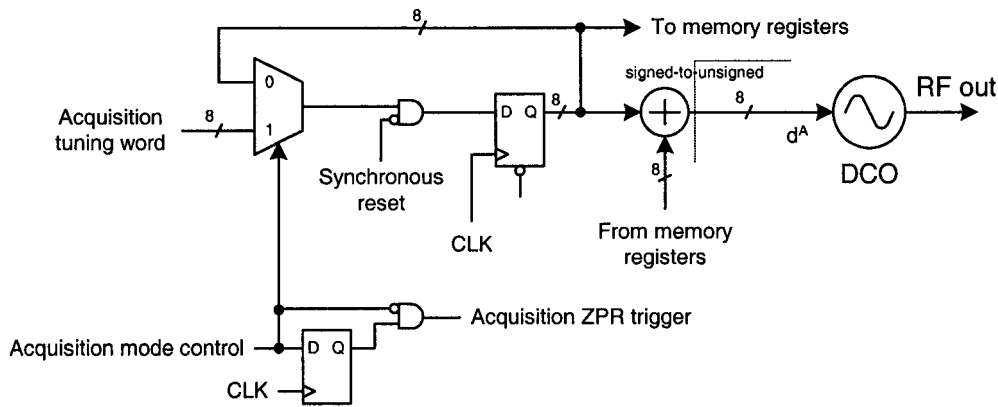 8
To memory registers
0
signed-to-unsigned
RF out
Acquisition
tuning word
8
1
D Q
8
8
dᴬ
DCO
Synchronous
reset
8
CLK
From memory
registers
Acquisition ZPR trigger
Acquisition mode control
D Q
CLK